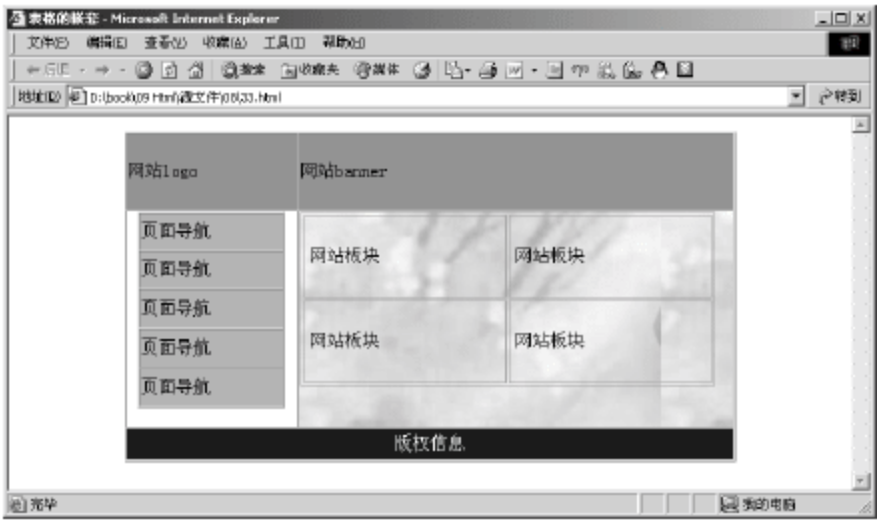 表格的嵌套 - Microsoft Internet Explorer
文件(F) 编辑(E) 查看(V) 收藏(A) 工具(T) 帮助(H)
后退 搜索 收藏夹 媒体
地址(D) D:\book\09 Html\源文件\08\33.html 转到
网站logo 网站banner
页面导航
页面导航
页面导航
页面导航
页面导航
网站板块 网站板块
网站板块 网站板块
版权信息
完毕 我的电脑